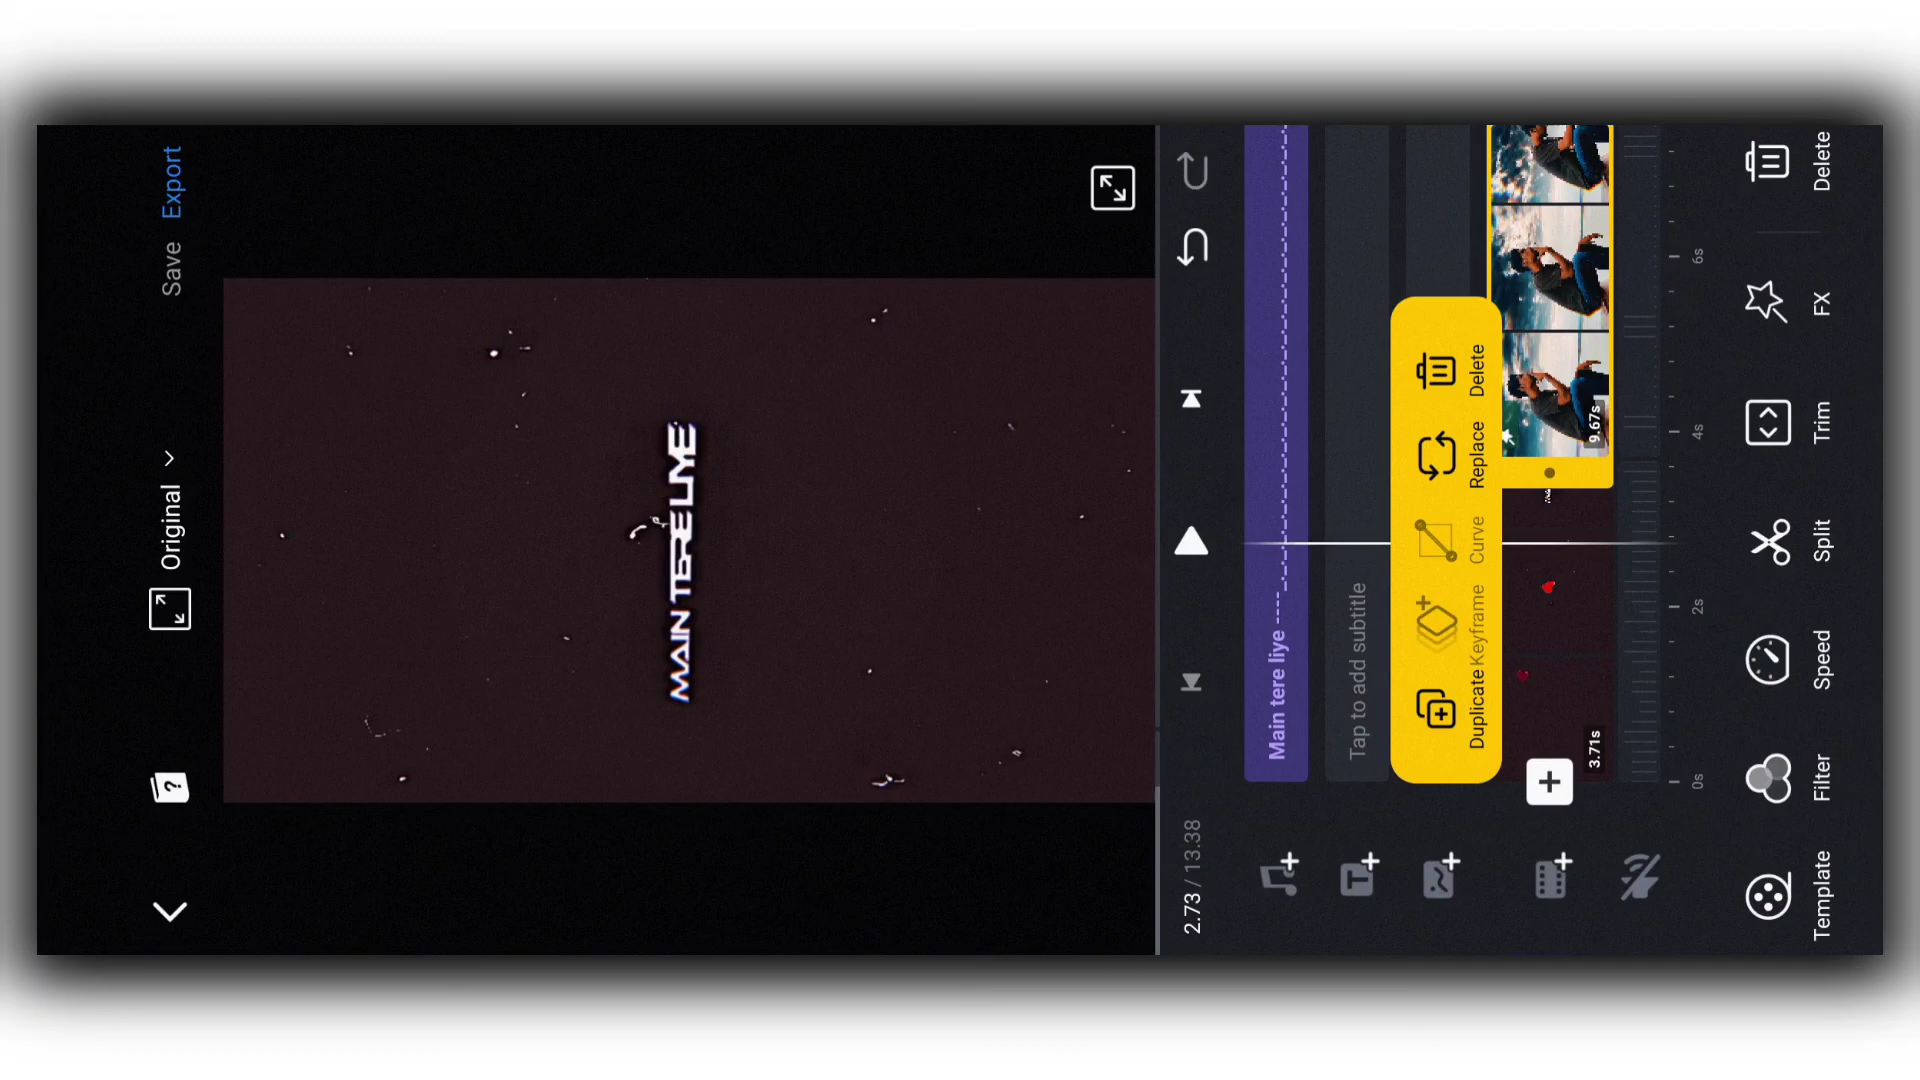 Original
Save
Export
MAIN TERE LIYE
2.73 / 13.38
Main tere liye
Tap to add subtitle
Duplicate
Keyframe
Curve
Replace
Delete
3.71s
9.67s
0s
2s
4s
6s
Template
Filter
Speed
Split
Trim
FX
Delete